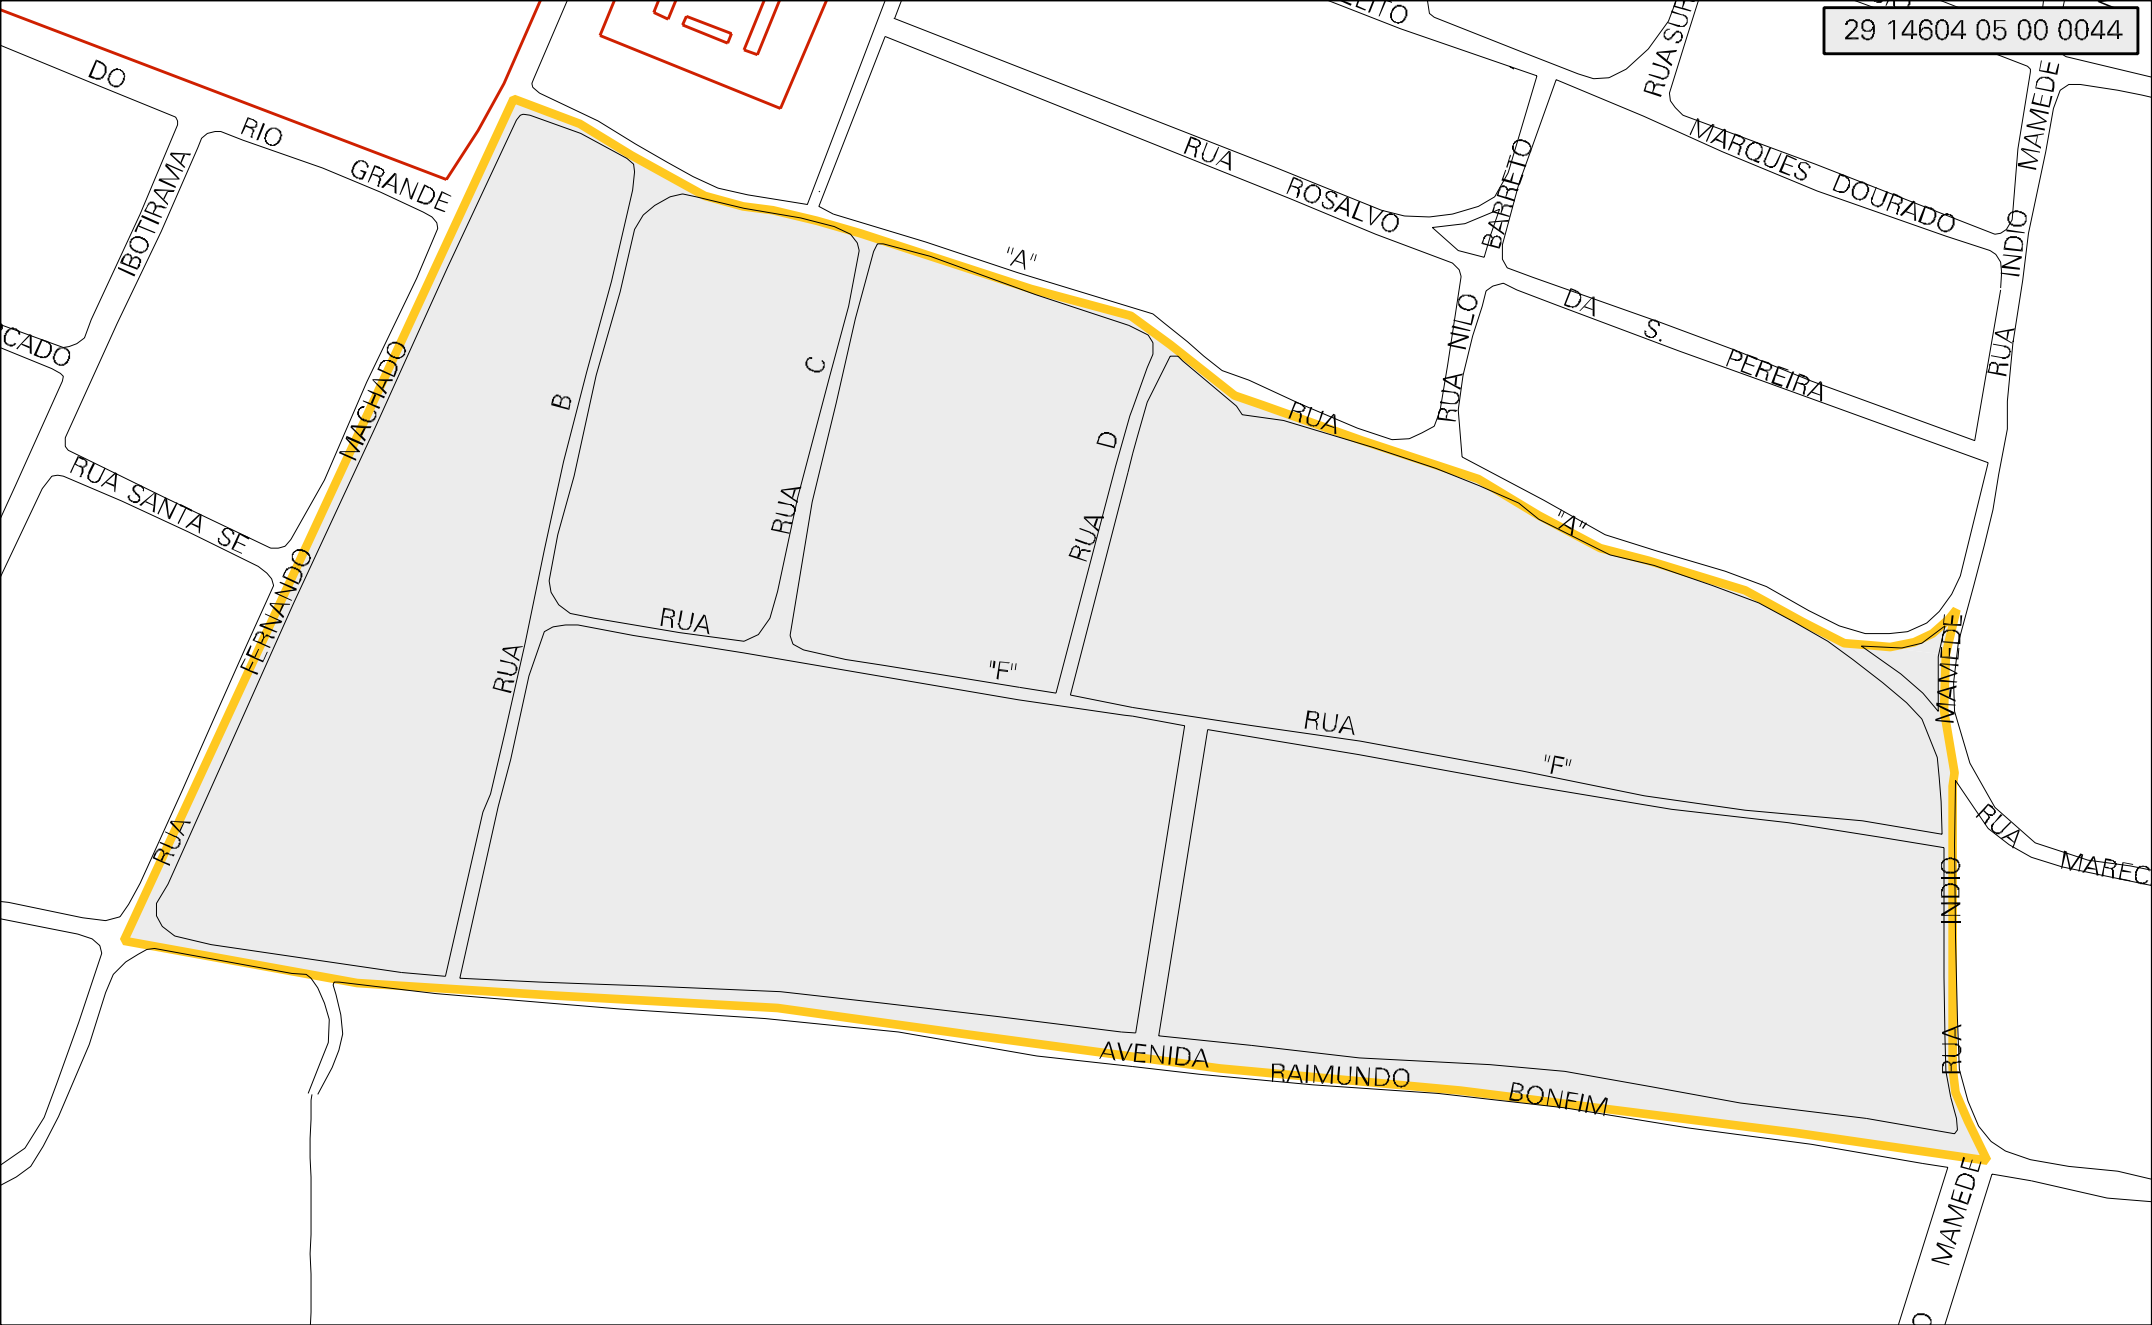 29 14604 05 00 0044
DO
RIO
GRANDE
IBOTIRAMA
CADO
RUA SANTA SE
RUA FERNANDO MACHADO
RUA B
RUA C
RUA D
"A"
RUA
"A"
RUA
"F"
RUA
"F"
RUA ROSALVO
DA S. PEREIRA
RUA NILO BARRETO
MARQUES DOURADO
RUA INDIO MAMEDE
RUA INDIO MAMEDE
RUA
MAREC
AVENIDA RAIMUNDO BONFIM
MAMEDE